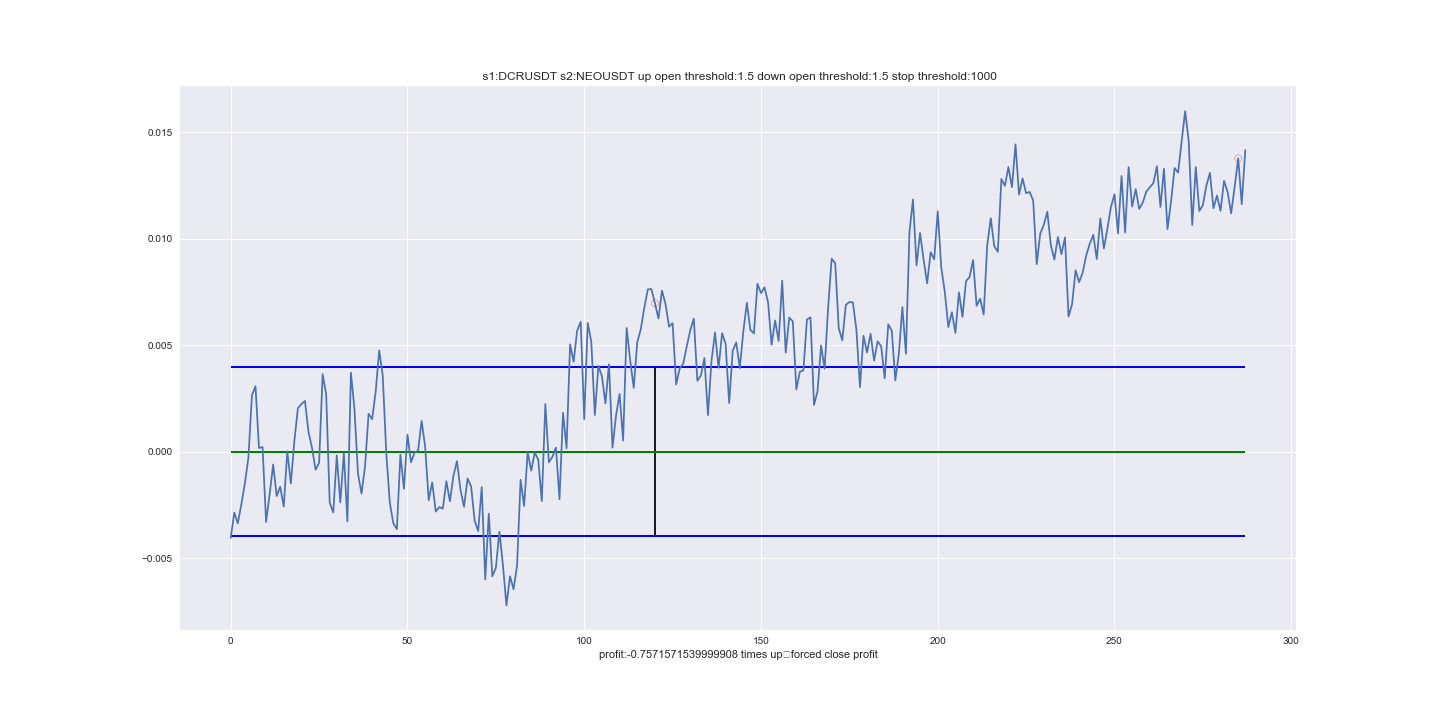 s1:DCRUSDT s2:NEOUSDT up open threshold:1.5 down open threshold:1.5 stop threshold:1000
0.015
0.010
0.005
0.000
−0.005
0 50 100 150 200 250 300
profit:-0.7571571539999908 times up□forced close profit